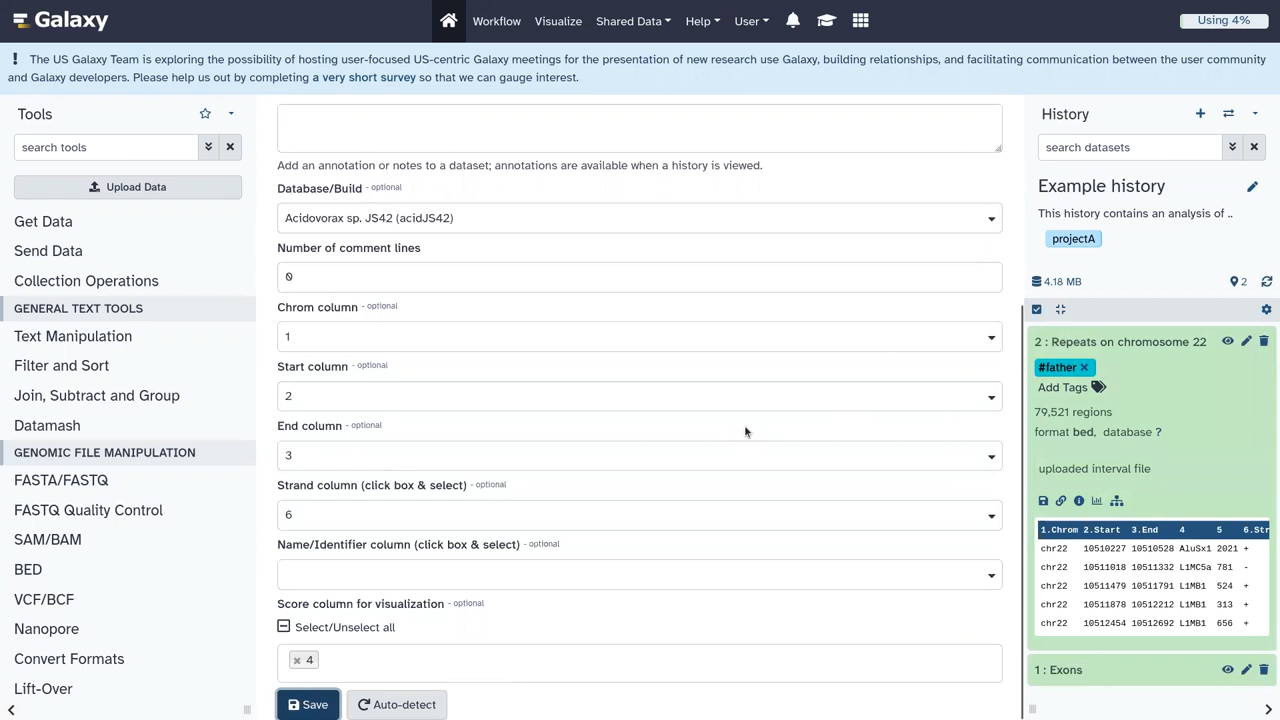 Galaxy
Workflow
Visualize
Shared Data
Help
User
Using 4%
! The US Galaxy Team is exploring the possibility of hosting user-focused US-centric Galaxy meetings for the presentation of new research use Galaxy, building relationships, and facilitating communication between the user community
and Galaxy developers. Please help us out by completing a very short survey so that we can gauge interest.
Tools
search tools
Upload Data
Get Data
Send Data
Collection Operations
GENERAL TEXT TOOLS
Text Manipulation
Filter and Sort
Join, Subtract and Group
Datamash
GENOMIC FILE MANIPULATION
FASTA/FASTQ
FASTQ Quality Control
SAM/BAM
BED
VCF/BCF
Nanopore
Convert Formats
Lift-Over
Add an annotation or notes to a dataset; annotations are available when a history is viewed.
Database/Build - optional
Acidovorax sp. JS42 (acidJS42)
Number of comment lines
0
Chrom column - optional
1
Start column - optional
2
End column - optional
3
Strand column (click box & select) - optional
6
Name/Identifier column (click box & select) - optional
Score column for visualization - optional
Select/Unselect all
4
Save
Auto-detect
History
search datasets
Example history
This history contains an analysis of ..
projectA
4.18 MB
2
2 : Repeats on chromosome 22
#father
Add Tags
79,521 regions
format bed, database ?
uploaded interval file
1.Chrom 2.Start 3.End 4 5 6.Str
chr22 10510227 10510528 AluSx1 2021 +
chr22 10511018 10511332 L1MC5a 781 -
chr22 10511479 10511791 L1MB1 524 +
chr22 10511878 10512212 L1MB1 313 +
chr22 10512454 10512692 L1MB1 656 +
1 : Exons